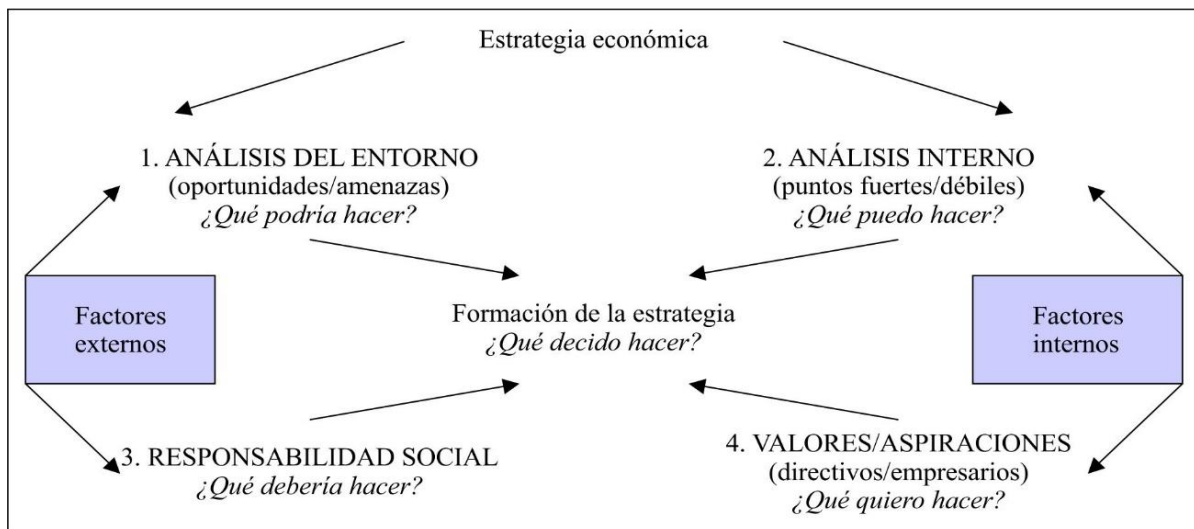 Estrategia económica
1. ANÁLISIS DEL ENTORNO
(oportunidades/amenazas)
¿Qué podría hacer?
2. ANÁLISIS INTERNO
(puntos fuertes/débiles)
¿Qué puedo hacer?
Factores
externos
Formación de la estrategia
¿Qué decido hacer?
Factores
internos
3. RESPONSABILIDAD SOCIAL
¿Qué debería hacer?
4. VALORES/ASPIRACIONES
(directivos/empresarios)
¿Qué quiero hacer?